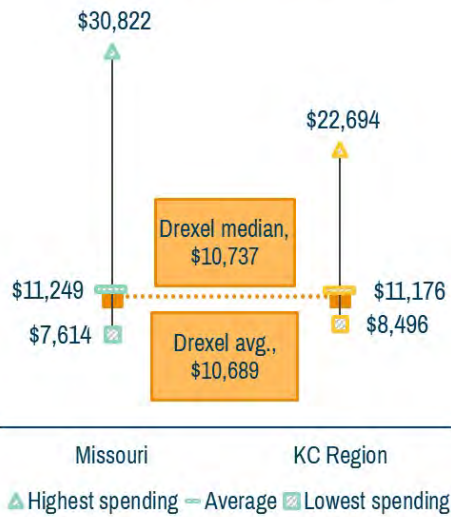 $30,822
$22,694
Drexel median,
$10,737
$11,249
$11,176
$7,614
$8,496
Drexel avg.,
$10,689
Missouri
KC Region
Highest spending
Average
Lowest spending